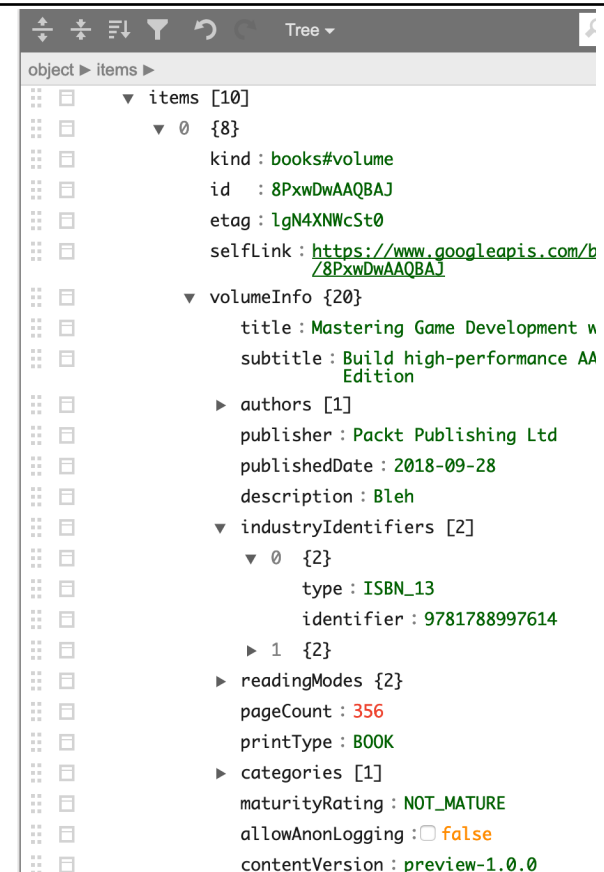 Tree
object ▶ items ▶
items [10]
0 {8}
kind : books#volume
id : 8PxwDwAAQBAJ
etag : lgN4XNWcSt0
selfLink : https://www.googleapis.com/b
/8PxwDwAAQBAJ
volumeInfo {20}
title : Mastering Game Development w
subtitle : Build high-performance AA
Edition
authors [1]
publisher : Packt Publishing Ltd
publishedDate : 2018-09-28
description : Bleh
industryIdentifiers [2]
0 {2}
type : ISBN_13
identifier : 9781788997614
1 {2}
readingModes {2}
pageCount : 356
printType : BOOK
categories [1]
maturityRating : NOT_MATURE
allowAnonLogging : false
contentVersion : preview-1.0.0